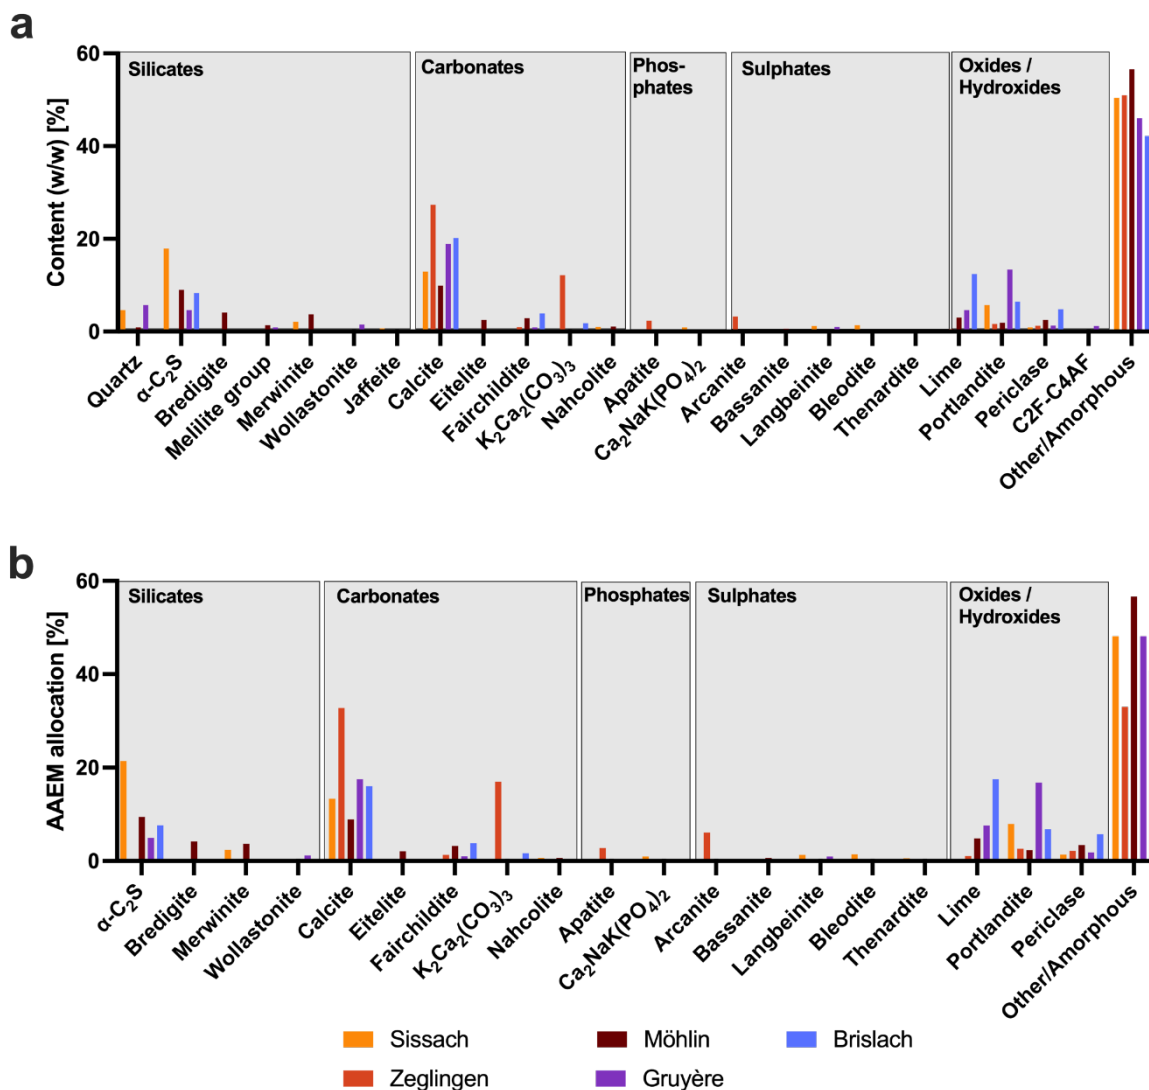 a
Content (w/w) [%]
60
40
20
0
Silicates
Carbonates
Phos-
phates
Sulphates
Oxides /
Hydroxides
Quartz
α-C₂S
Bredigite
Melilite group
Merwinite
Wollastonite
Jaffeite
Calcite
Eitelite
Fairchildite
K₂Ca₂(CO₃)₃
Nahcolite
Apatite
Ca₂NaK(PO₄)₂
Arcanite
Bassanite
Langbeinite
Bleodite
Thenardite
Lime
Portlandite
Periclase
C2F-C4AF
Other/Amorphous
b
AAEM allocation [%]
60
40
20
0
Silicates
Carbonates
Phosphates
Sulphates
Oxides /
Hydroxides
α-C₂S
Bredigite
Merwinite
Wollastonite
Calcite
Eitelite
Fairchildite
K₂Ca₂(CO₃)₃
Nahcolite
Apatite
Ca₂NaK(PO₄)₂
Arcanite
Bassanite
Langbeinite
Bleodite
Thenardite
Lime
Portlandite
Periclase
Other/Amorphous
Sissach
Möhlin
Brislach
Zeglingen
Gruyère